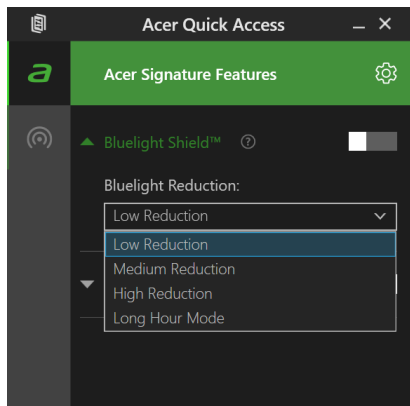 Acer Quick Access
a
Acer Signature Features
Bluelight Shield™ ?
Bluelight Reduction:
Low Reduction
Low Reduction
Medium Reduction
High Reduction
Long Hour Mode